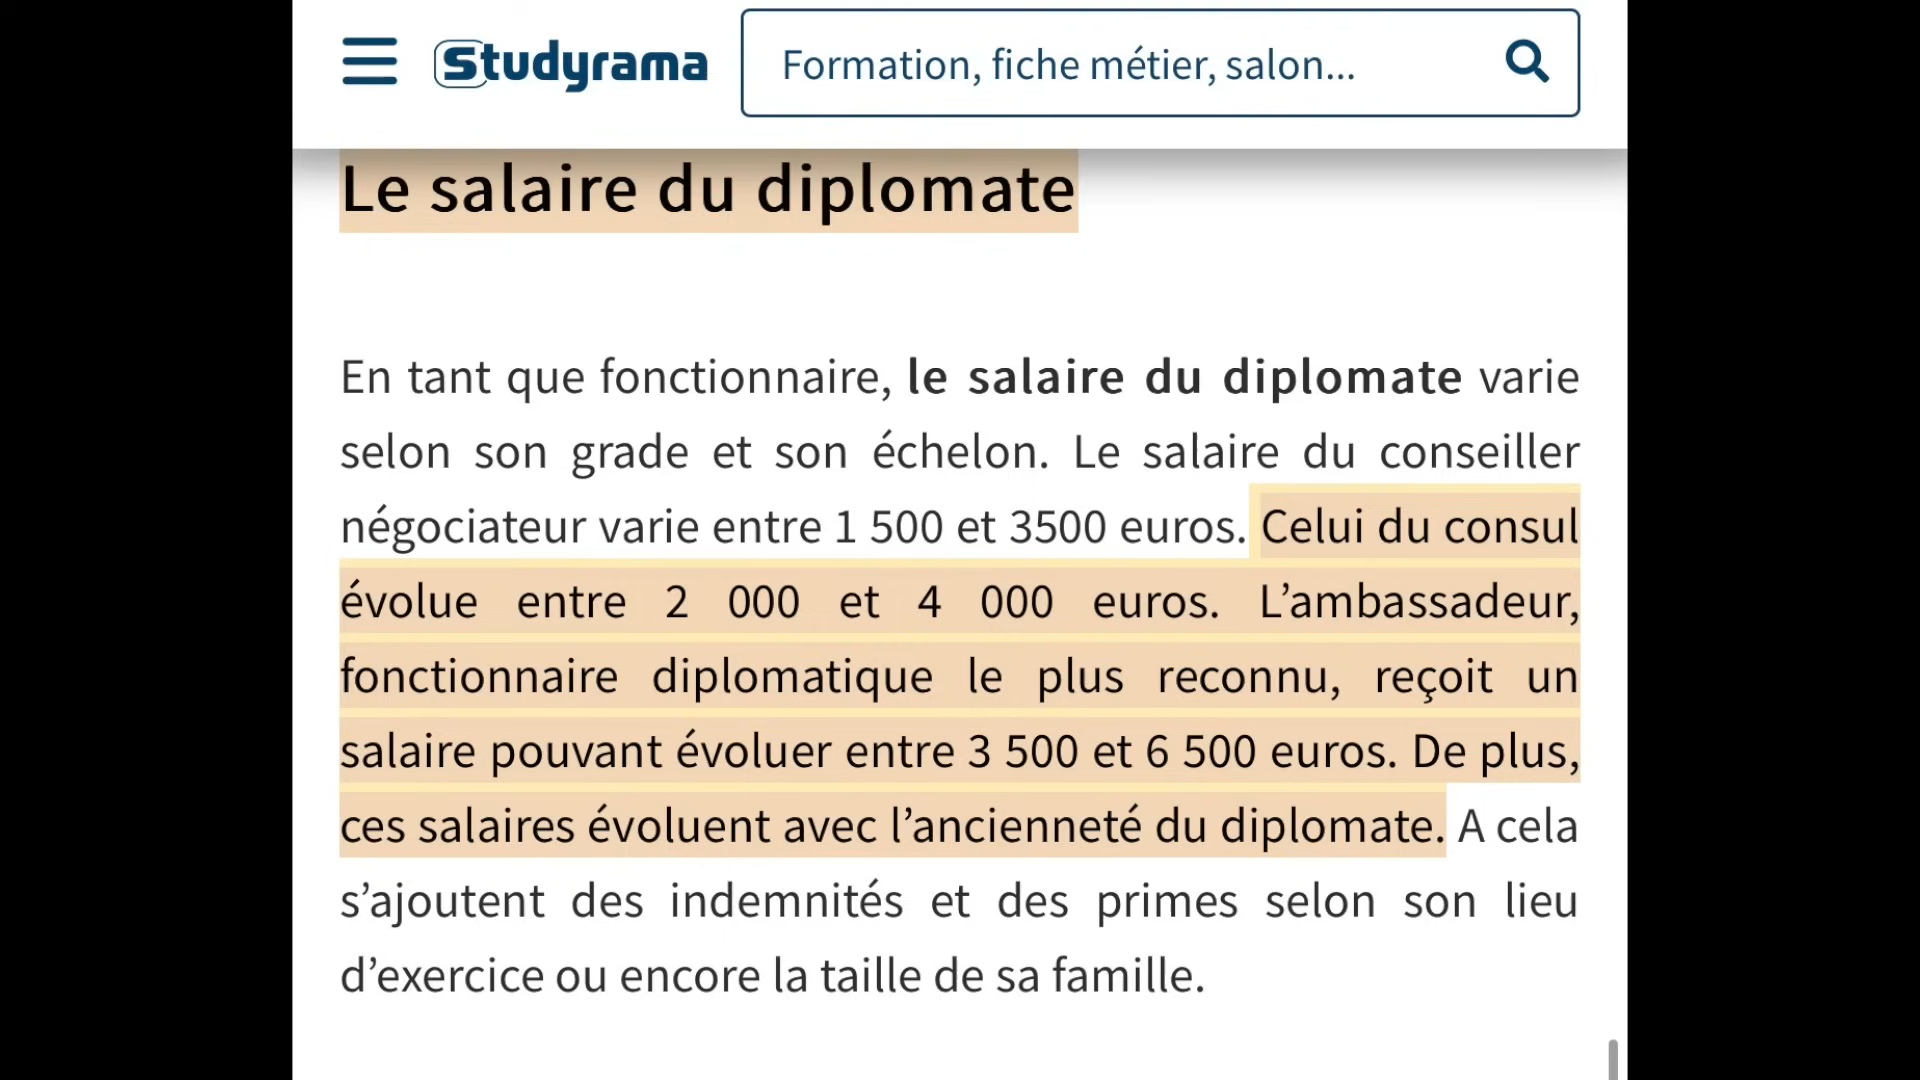 Studyrama
Formation, fiche métier, salon...
Le salaire du diplomate
En tant que fonctionnaire, le salaire du diplomate varie
selon son grade et son échelon. Le salaire du conseiller
négociateur varie entre 1 500 et 3500 euros. Celui du consul
évolue entre 2 000 et 4 000 euros. L’ambassadeur,
fonctionnaire diplomatique le plus reconnu, reçoit un
salaire pouvant évoluer entre 3 500 et 6 500 euros. De plus,
ces salaires évoluent avec l’ancienneté du diplomate. A cela
s’ajoutent des indemnités et des primes selon son lieu
d’exercice ou encore la taille de sa famille.